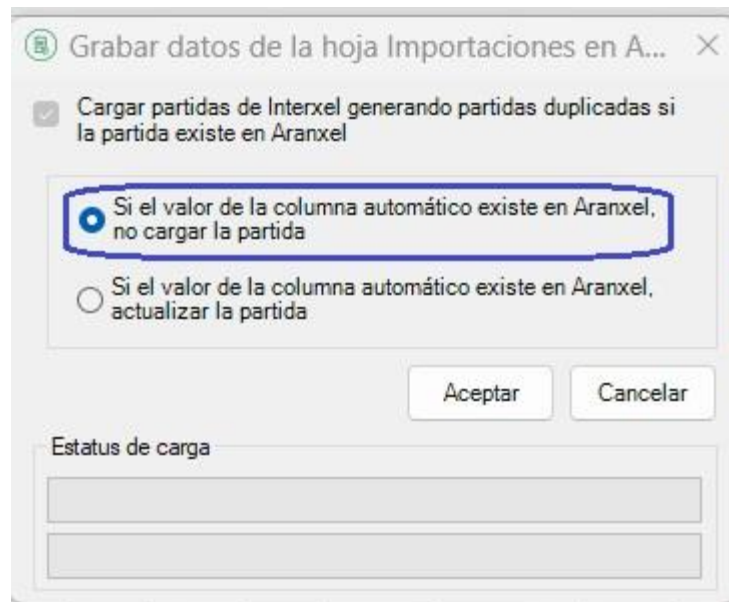 Grabar datos de la hoja Importaciones en A...
Cargar partidas de Interxel generando partidas duplicadas si
la partida existe en Aranxel
Si el valor de la columna automático existe en Aranxel,
no cargar la partida
Si el valor de la columna automático existe en Aranxel,
actualizar la partida
Aceptar Cancelar
Estatus de carga